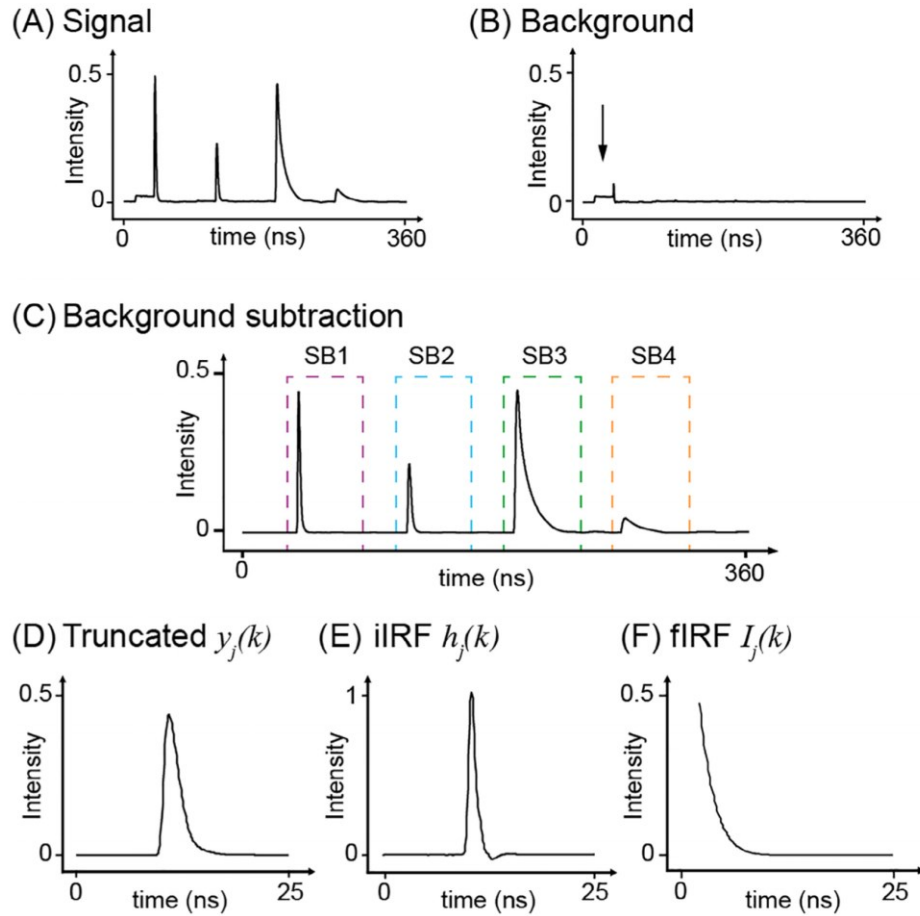 (A) Signal
0.5
Intensity
0
0
time (ns)
360
(B) Background
0.5
Intensity
0
0
time (ns)
360
(C) Background subtraction
SB1
SB2
SB3
SB4
0.5
Intensity
0
0
time (ns)
360
(D) Truncated y_j(k)
0.5
Intensity
0
0
time (ns)
25
(E) iIRF h_j(k)
1
Intensity
0
0
time (ns)
25
(F) fIRF I_j(k)
0.5
Intensity
0
0
time (ns)
25